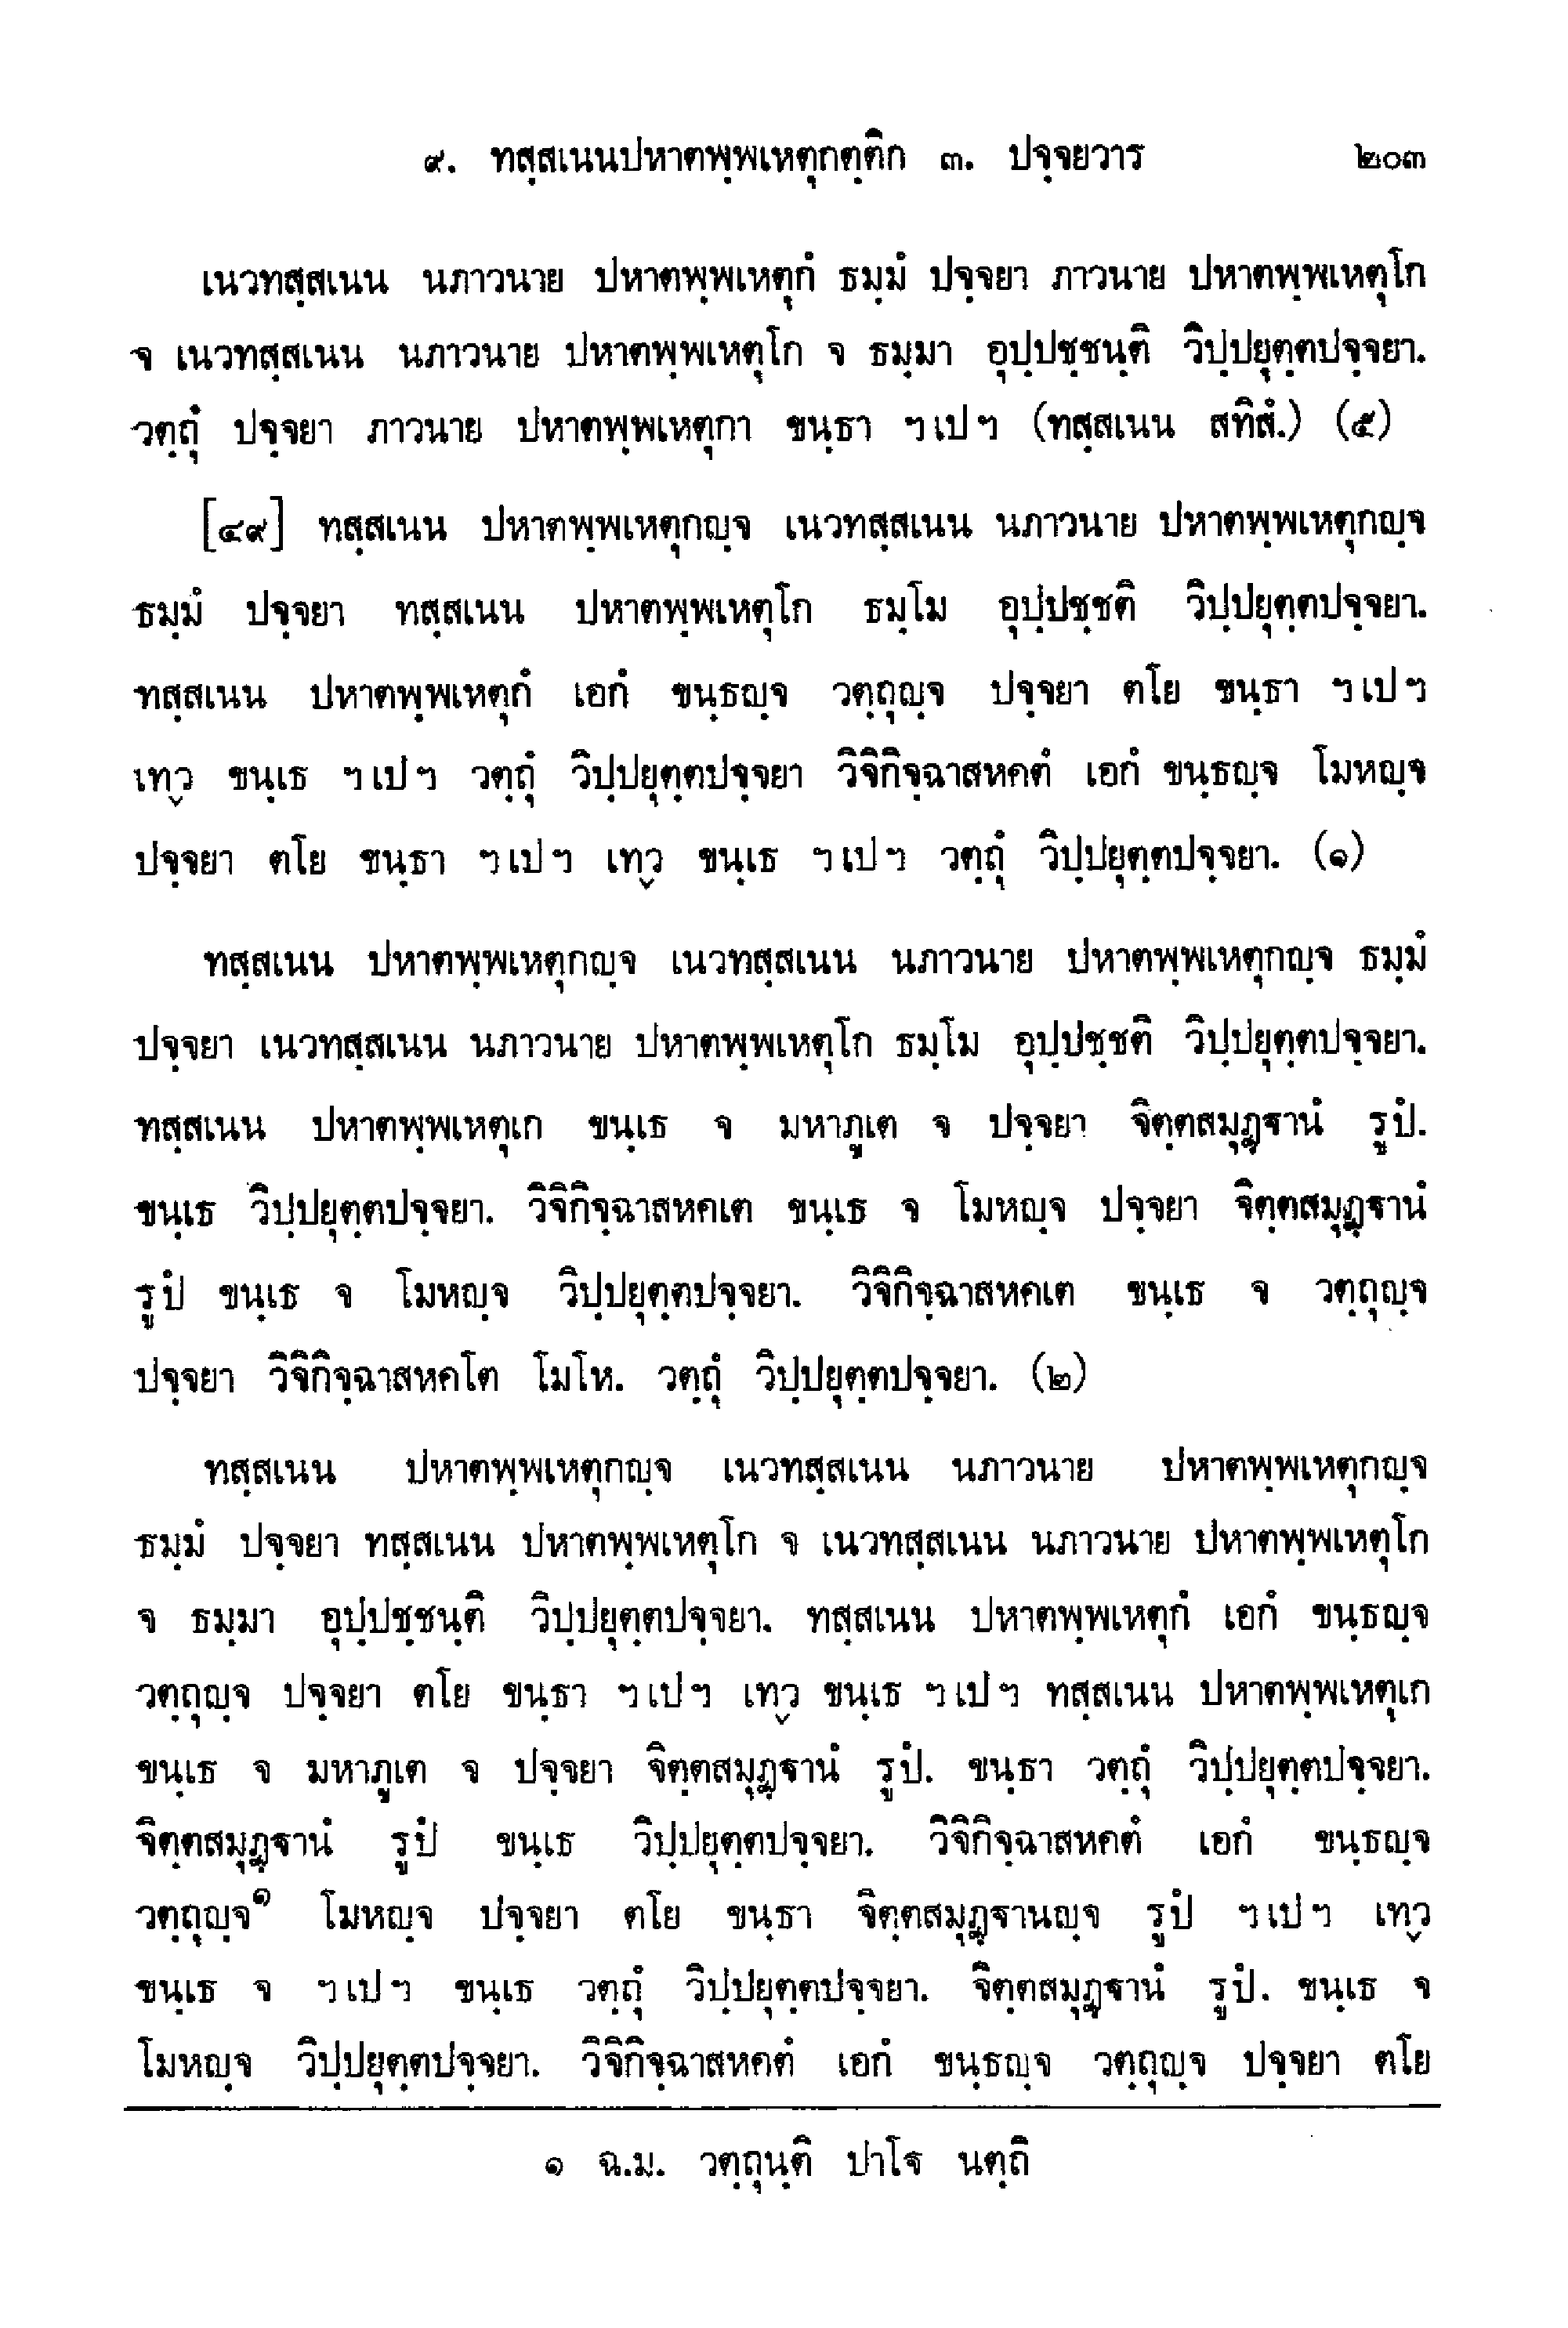 ๙. ทสฺสเนนปหาตพฺพเหตุกตฺติก ๓. ปจฺจยวาร ๒๐๓
เนวทสฺสเนน นภาวนาย ปหาตพฺพเหตุกํ ธมฺมํ ปจฺจยา ภาวนาย ปหาตพฺพเหตุโก
จ เนวทสฺสเนน นภาวนาย ปหาตพฺพเหตุโก จ ธมฺมา อุปฺปชฺชนฺติ วิปฺปยุตฺตปจฺจยา.
วตฺถุํ ปจฺจยา ภาวนาย ปหาตพฺพเหตุกา ขนฺธา ฯเปฯ (ทสฺสเนน สทิสํ.) (๕)
[๔๙] ทสฺสเนน ปหาตพฺพเหตุกญฺจ เนวทสฺสเนน นภาวนาย ปหาตพฺพเหตุกญฺจ
ธมฺมํ ปจฺจยา ทสฺสเนน ปหาตพฺพเหตุโก ธมฺโม อุปฺปชฺชติ วิปฺปยุตฺตปจฺจยา.
ทสฺสเนน ปหาตพฺพเหตุกํ เอกํ ขนฺธญฺจ วตฺถุญฺจ ปจฺจยา ตโย ขนฺธา ฯเปฯ
เทฺว ขนฺเธ ฯเปฯ วตฺถุํ วิปฺปยุตฺตปจฺจยา วิจิกิจฺฉาสหคตํ เอกํ ขนฺธญฺจ โมหญฺจ
ปจฺจยา ตโย ขนฺธา ฯเปฯ เทฺว ขนฺเธ ฯเปฯ วตฺถุํ วิปฺปยุตฺตปจฺจยา. (๑)
ทสฺสเนน ปหาตพฺพเหตุกญฺจ เนวทสฺสเนน นภาวนาย ปหาตพฺพเหตุกญฺจ ธมฺมํ
ปจฺจยา เนวทสฺสเนน นภาวนาย ปหาตพฺพเหตุโก ธมฺโม อุปฺปชฺชติ วิปฺปยุตฺตปจฺจยา.
ทสฺสเนน ปหาตพฺพเหตุเก ขนฺเธ จ มหาภูเต จ ปจฺจยา จิตฺตสมุฏฺฐานํ รูปํ.
ขนฺเธ วิปฺปยุตฺตปจฺจยา. วิจิกิจฺฉาสหคเต ขนฺเธ จ โมหญฺจ ปจฺจยา จิตฺตสมุฏฺฐานํ
รูปํ ขนฺเธ จ โมหญฺจ วิปฺปยุตฺตปจฺจยา. วิจิกิจฺฉาสหคเต ขนฺเธ จ วตฺถุญฺจ
ปจฺจยา วิจิกิจฺฉาสหคโต โมโห. วตฺถุํ วิปฺปยุตฺตปจฺจยา. (๒)
ทสฺสเนน ปหาตพฺพเหตุกญฺจ เนวทสฺสเนน นภาวนาย ปหาตพฺพเหตุกญฺจ
ธมฺมํ ปจฺจยา ทสฺสเนน ปหาตพฺพเหตุโก จ เนวทสฺสเนน นภาวนาย ปหาตพฺพเหตุโก
จ ธมฺมา อุปฺปชฺชนฺติ วิปฺปยุตฺตปจฺจยา. ทสฺสเนน ปหาตพฺพเหตุกํ เอกํ ขนฺธญฺจ
วตฺถุญฺจ ปจฺจยา ตโย ขนฺธา ฯเปฯ เทฺว ขนฺเธ ฯเปฯ ทสฺสเนน ปหาตพฺพเหตุเก
ขนฺเธ จ มหาภูเต จ ปจฺจยา จิตฺตสมุฏฺฐานํ รูปํ. ขนฺธา วตฺถุํ วิปฺปยุตฺตปจฺจยา.
จิตฺตสมุฏฺฐานํ รูปํ ขนฺเธ วิปฺปยุตฺตปจฺจยา. วิจิกิจฺฉาสหคตํ เอกํ ขนฺธญฺจ
วตฺถุญฺจ๑ โมหญฺจ ปจฺจยา ตโย ขนฺธา จิตฺตสมุฏฺฐานญฺจ รูปํ ฯเปฯ เทฺว
ขนฺเธ จ ฯเปฯ ขนฺเธ วตฺถุํ วิปฺปยุตฺตปจฺจยา. จิตฺตสมุฏฺฐานํ รูปํ. ขนฺเธ จ
โมหญฺจ วิปฺปยุตฺตปจฺจยา. วิจิกิจฺฉาสหคตํ เอกํ ขนฺธญฺจ วตฺถุญฺจ ปจฺจยา ตโย
๑ ฉ.ม. วตฺถุนฺติ ปาโฐ นตฺถิ